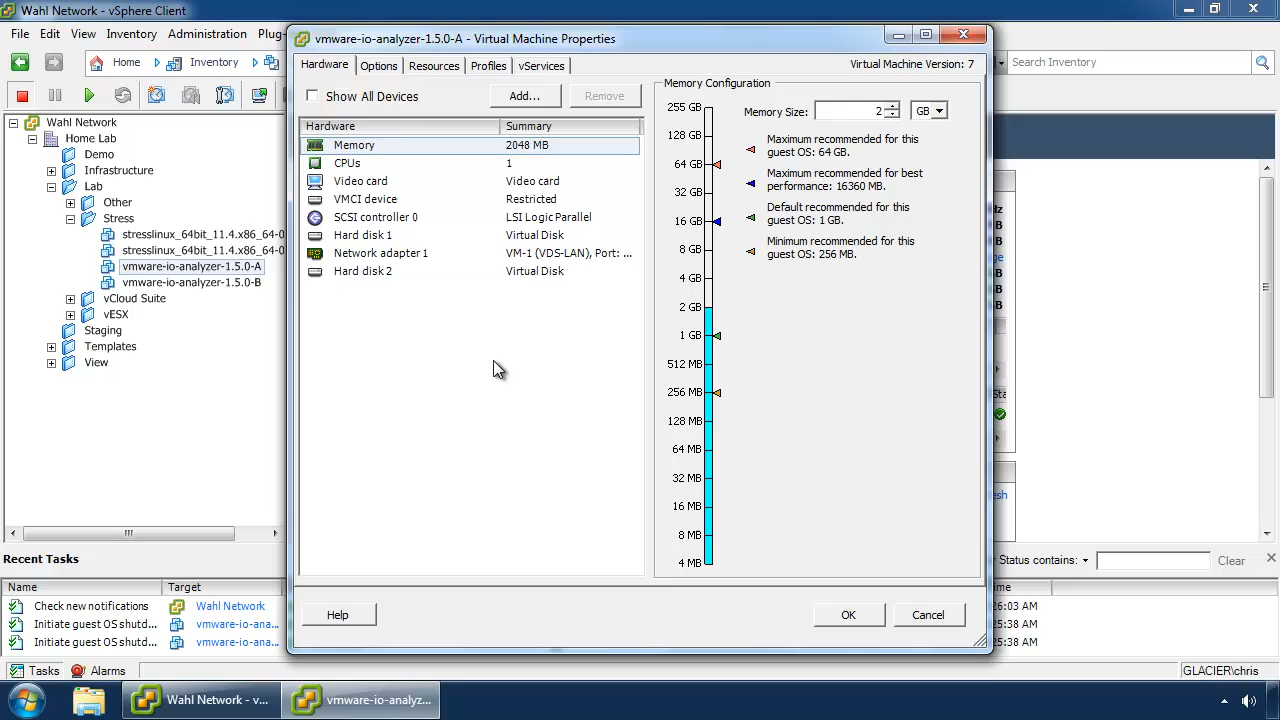 Wahl Network - vSphere Client
File Edit View Inventory Administration Plug-
Home Inventory
Search Inventory
Wahl Network
Home Lab
Demo
Infrastructure
Lab
Other
Stress
stresslinux_64bit_11.4.x86_64-0
stresslinux_64bit_11.4.x86_64-0
vmware-io-analyzer-1.5.0-A
vmware-io-analyzer-1.5.0-B
vCloud Suite
vESX
Staging
Templates
View
vmware-io-analyzer-1.5.0-A - Virtual Machine Properties
Hardware Options Resources Profiles vServices
Virtual Machine Version: 7
Show All Devices Add... Remove
Hardware Summary
Memory 2048 MB
CPUs 1
Video card Video card
VMCI device Restricted
SCSI controller 0 LSI Logic Parallel
Hard disk 1 Virtual Disk
Network adapter 1 VM-1 (VDS-LAN), Port: ...
Hard disk 2 Virtual Disk
Memory Configuration
255 GB
128 GB
64 GB
32 GB
16 GB
8 GB
4 GB
2 GB
1 GB
512 MB
256 MB
128 MB
64 MB
32 MB
16 MB
8 MB
4 MB
Memory Size: 2 GB
Maximum recommended for this
guest OS: 64 GB.
Maximum recommended for best
performance: 16360 MB.
Default recommended for this
guest OS: 1 GB.
Minimum recommended for this
guest OS: 256 MB.
Help OK Cancel
Recent Tasks
r Status contains: Clear
Name Target
Check new notifications Wahl Network 26:03 AM
Initiate guest OS shutd... vmware-io-ana... 25:38 AM
Initiate guest OS shutd... vmware-io-ana... 25:38 AM
Tasks Alarms
GLACIER\chris
Wahl Network - v... vmware-io-analyz...